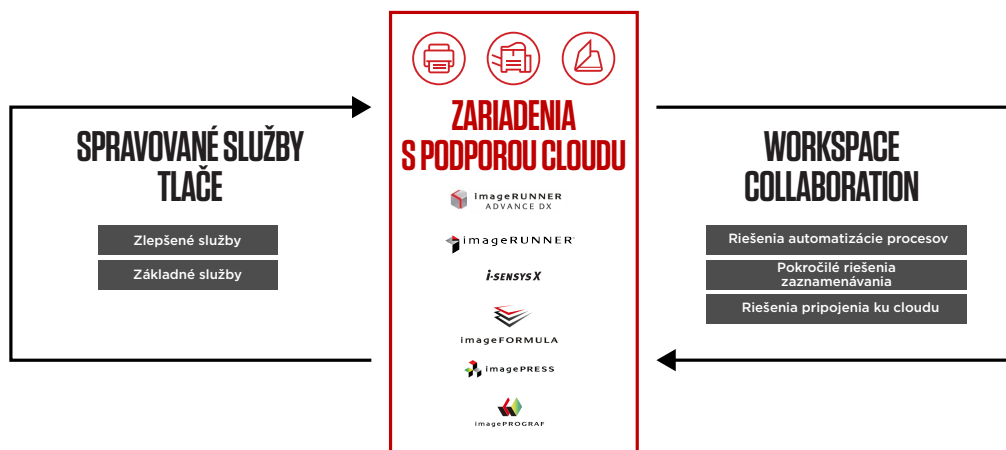 SPRAVOVANÉ SLUŽBY
TLAČE
Zlepšené služby
Základné služby
ZARIADENIA
S PODPOROU CLOUDU
imageRUNNER
ADVANCE DX
imageRUNNER
i-SENSYS X
imageFORMULA
imagePRESS
imagePROGRAF
WORKSPACE
COLLABORATION
Riešenia automatizácie procesov
Pokročilé riešenia
zaznamenávania
Riešenia pripojenia ku cloudu